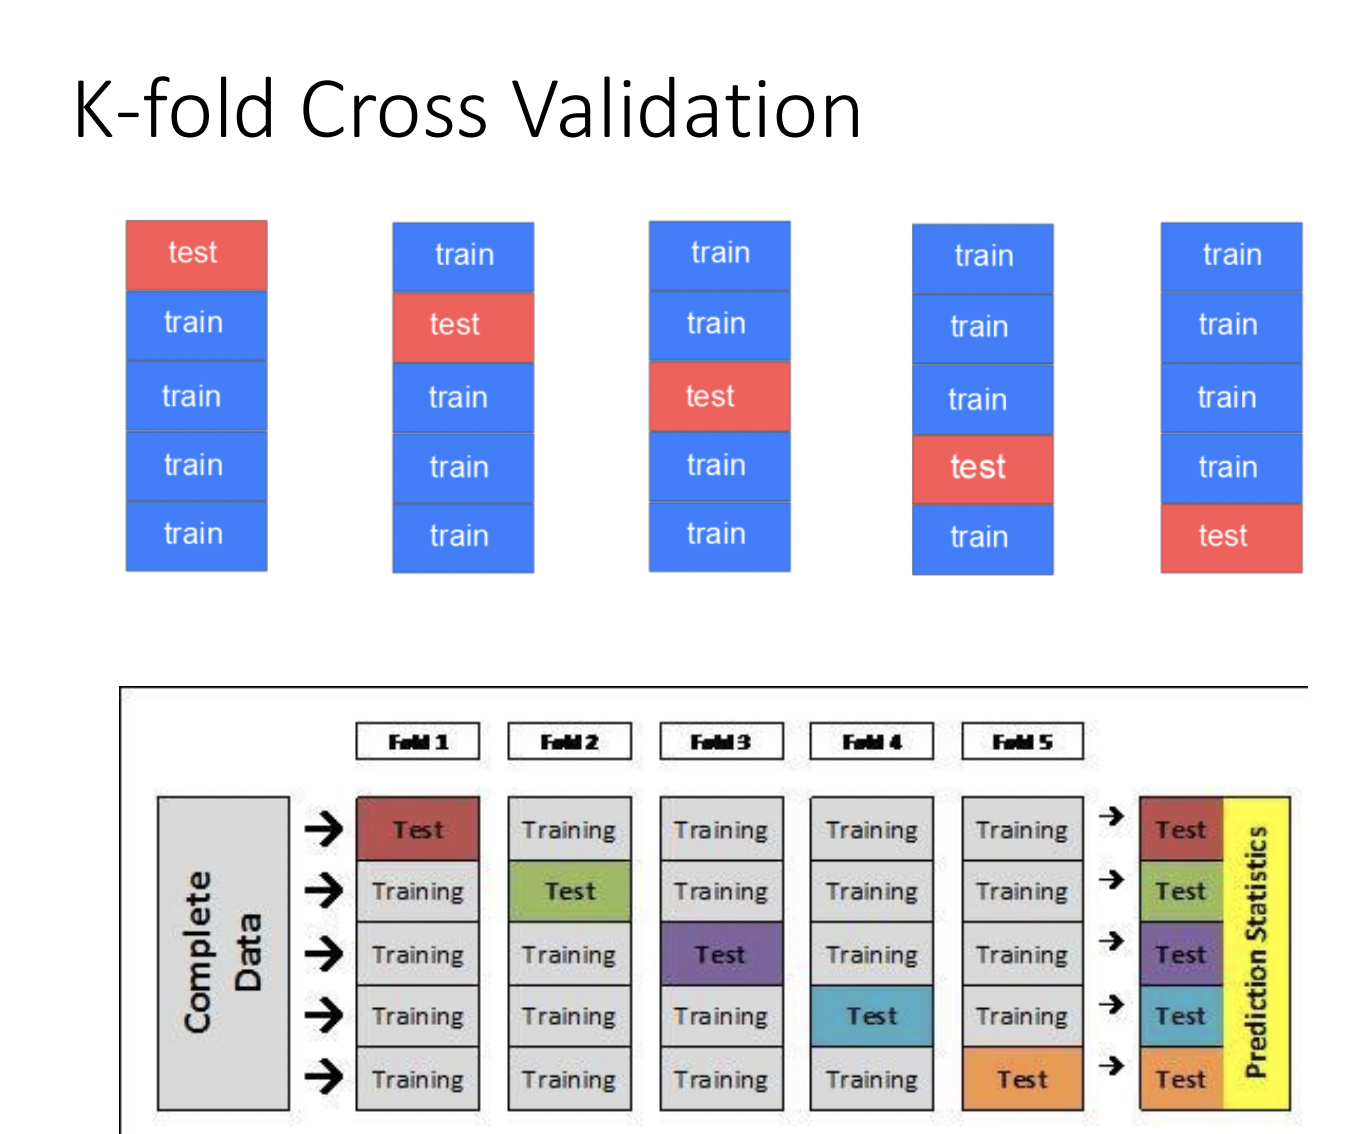 K-fold Cross Validation
test train train train train
train test train train train
train train test train train
train train train test train
train train train train test
Fold 1 Fold 2 Fold 3 Fold 4 Fold 5
Complete
Data
Test Training Training Training Training Test
Training Test Training Training Training Test
Training Training Test Training Training Test
Training Training Training Test Training Test
Training Training Training Training Test Test
Prediction Statistics